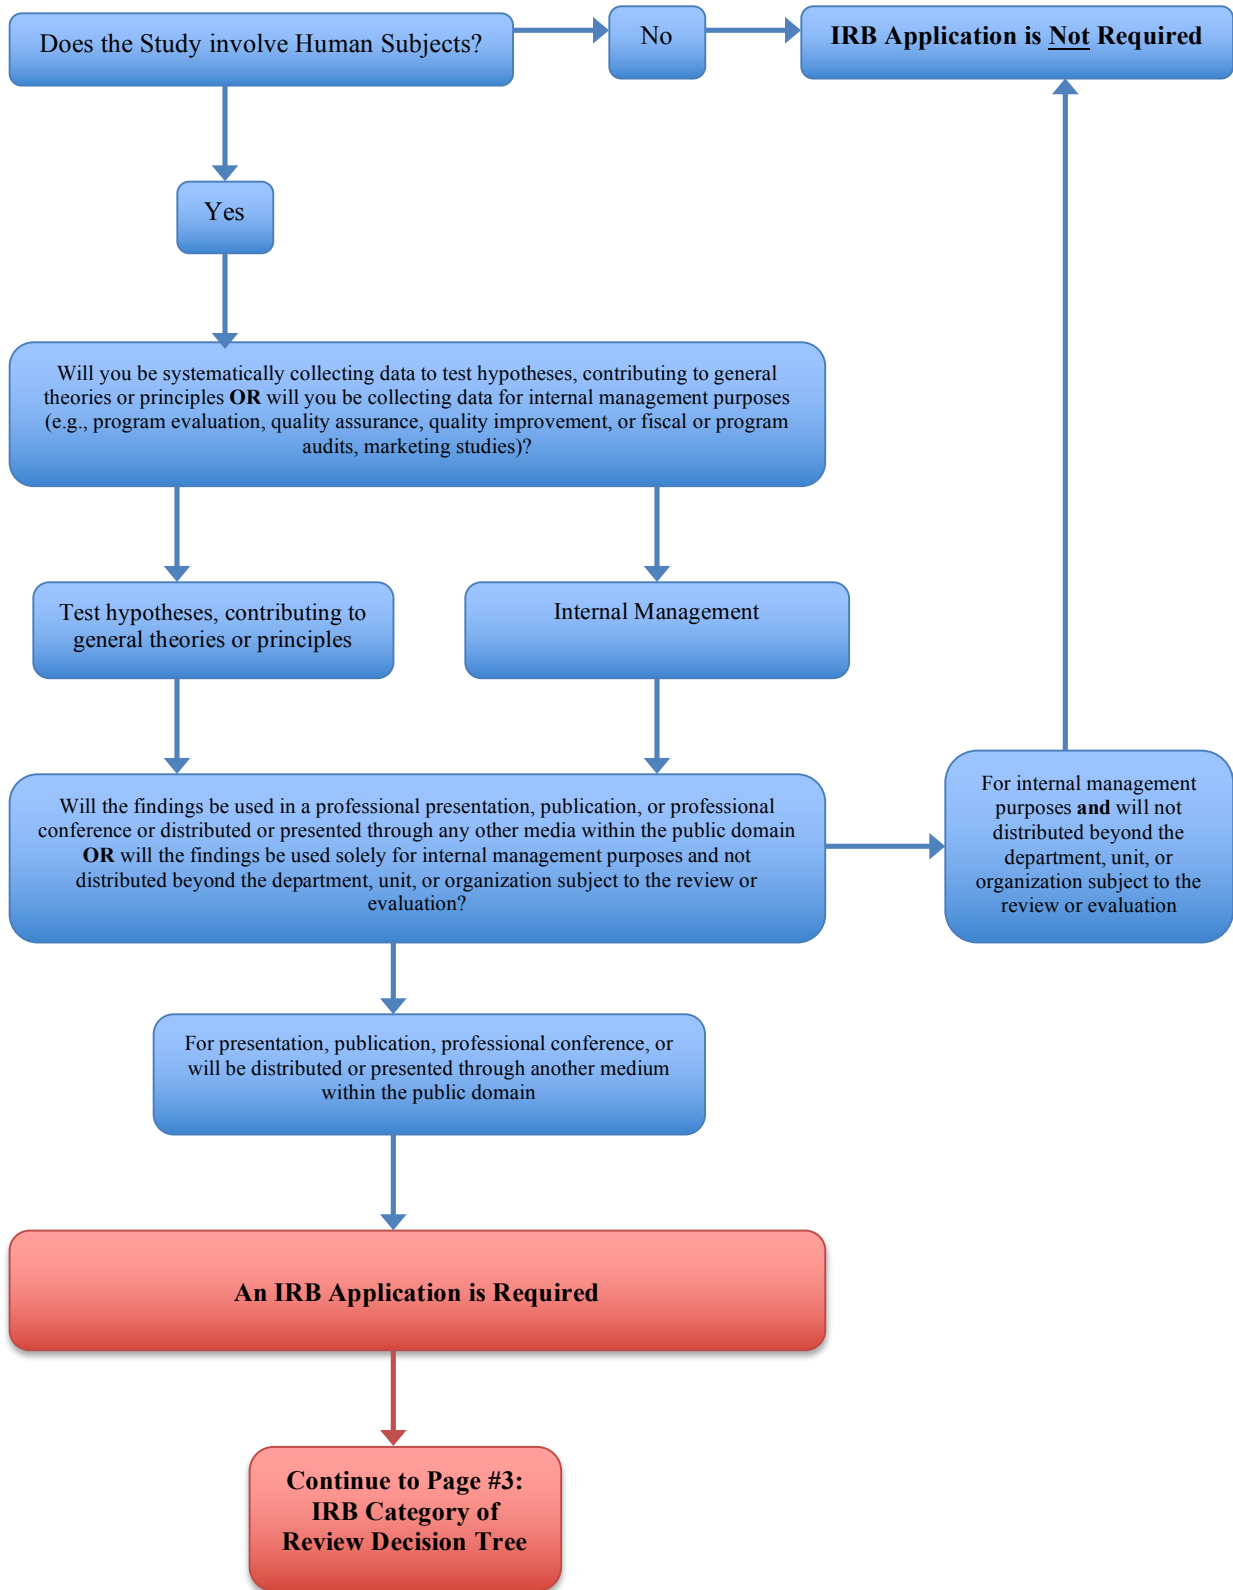 Does the Study involve Human Subjects?
No
IRB Application is Not Required
Yes
Will you be systematically collecting data to test hypotheses, contributing to general
theories or principles OR will you be collecting data for internal management purposes
(e.g., program evaluation, quality assurance, quality improvement, or fiscal or program
audits, marketing studies)?
Test hypotheses, contributing to
general theories or principles
Internal Management
Will the findings be used in a professional presentation, publication, or professional
conference or distributed or presented through any other media within the public domain
OR will the findings be used solely for internal management purposes and not
distributed beyond the department, unit, or organization subject to the review or
evaluation?
For internal management
purposes and will not
distributed beyond the
department, unit, or
organization subject to the
review or evaluation
For presentation, publication, professional conference, or
will be distributed or presented through another medium
within the public domain
An IRB Application is Required
Continue to Page #3:
IRB Category of
Review Decision Tree